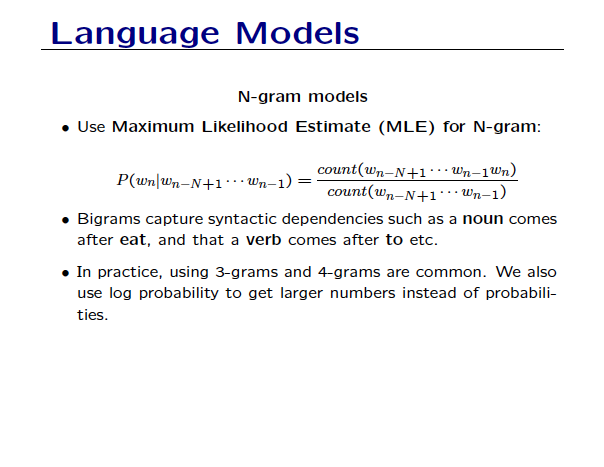 Language Models
N-gram models
• Use Maximum Likelihood Estimate (MLE) for N-gram:
P(wₙ|wₙ₋N₊₁ ··· wₙ₋₁) = count(wₙ₋N₊₁ ··· wₙ₋₁wₙ) / count(wₙ₋N₊₁ ··· wₙ₋₁)
• Bigrams capture syntactic dependencies such as a noun comes
after eat, and that a verb comes after to etc.
• In practice, using 3-grams and 4-grams are common. We also
use log probability to get larger numbers instead of probabili-
ties.